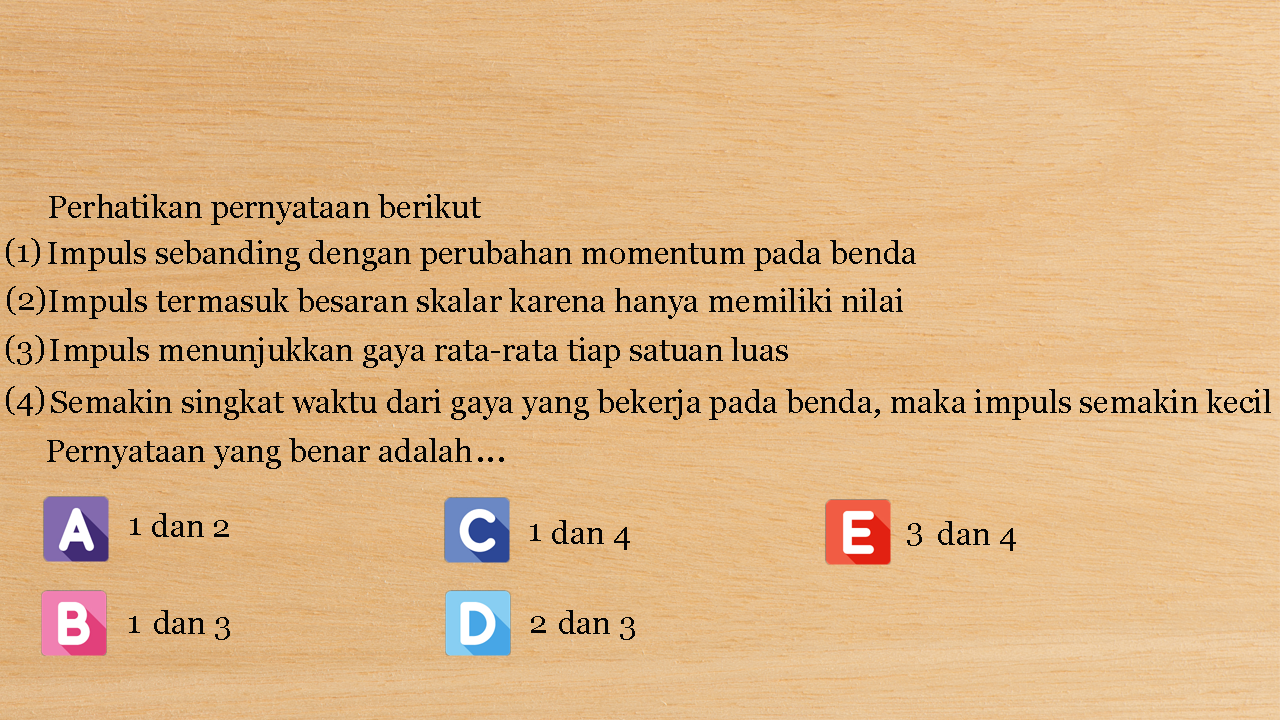 Perhatikan pernyataan berikut
(1) Impuls sebanding dengan perubahan momentum pada benda
(2)Impuls termasuk besaran skalar karena hanya memiliki nilai
(3)Impuls menunjukkan gaya rata-rata tiap satuan luas
(4)Semakin singkat waktu dari gaya yang bekerja pada benda, maka impuls semakin kecil
Pernyataan yang benar adalah...
A 1 dan 2
C 1 dan 4
E 3 dan 4
B 1 dan 3
D 2 dan 3